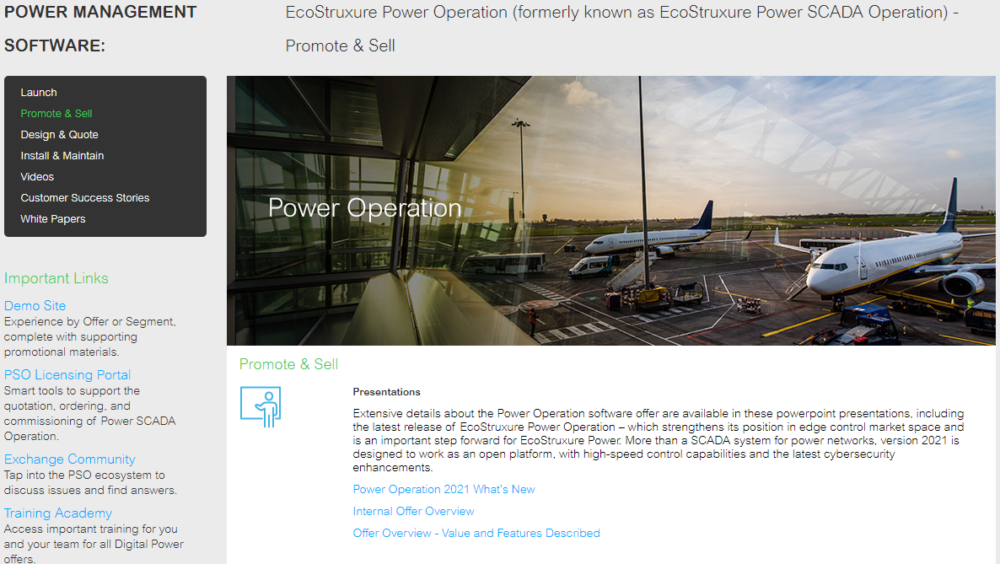 POWER MANAGEMENT
SOFTWARE:
EcoStruxure Power Operation (formerly known as EcoStruxure Power SCADA Operation) -
Promote & Sell
Launch
Promote & Sell
Design & Quote
Install & Maintain
Videos
Customer Success Stories
White Papers
Important Links
Demo Site
Experience by Offer or Segment,
complete with supporting
promotional materials.
PSO Licensing Portal
Smart tools to support the
quotation, ordering, and
commissioning of Power SCADA
Operation.
Exchange Community
Tap into the PSO ecosystem to
discuss issues and find answers.
Training Academy
Access important training for you
and your team for all Digital Power
offers.
Power Operation
Promote & Sell
Presentations
Extensive details about the Power Operation software offer are available in these powerpoint presentations, including
the latest release of EcoStruxure Power Operation – which strengthens its position in edge control market space and
is an important step forward for EcoStruxure Power. More than a SCADA system for power networks, version 2021 is
designed to work as an open platform, with high-speed control capabilities and the latest cybersecurity
enhancements.
Power Operation 2021 What's New
Internal Offer Overview
Offer Overview - Value and Features Described